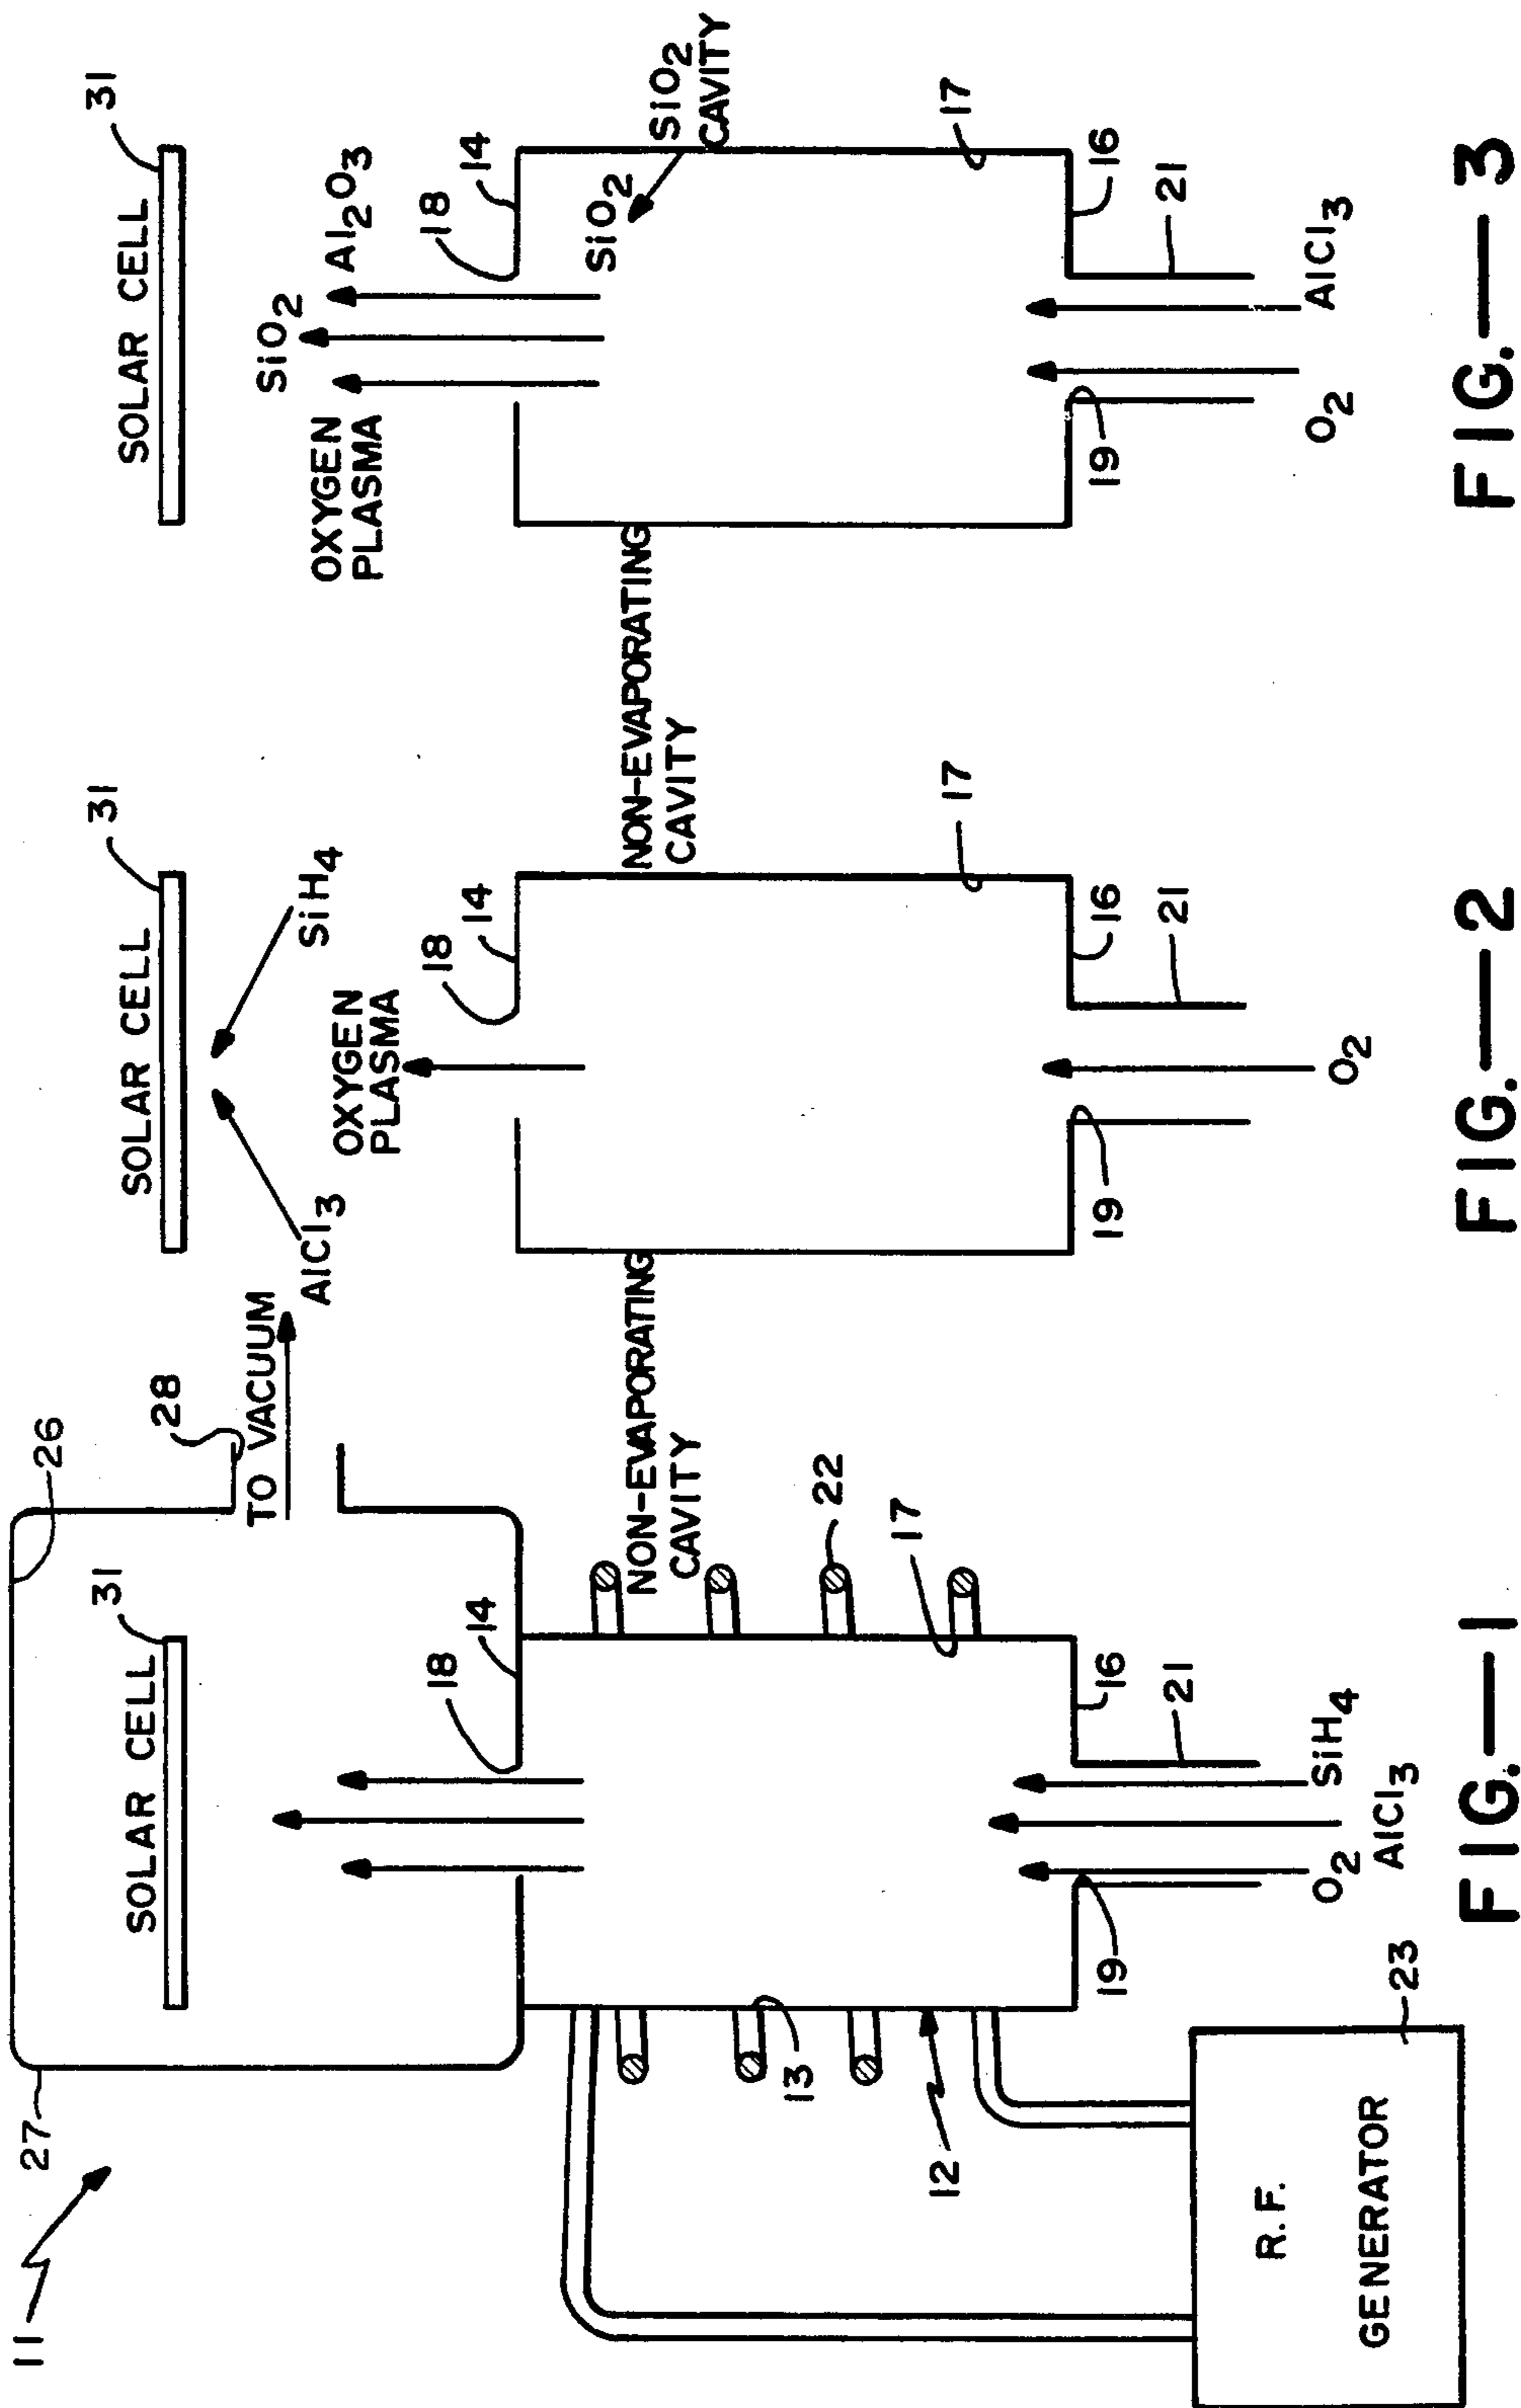 11
27
26
28
TO VACUUM
SOLAR CELL
31
18
14
NON-EVAPORATING
CAVITY
22
17
13
12
16
21
19
O2
AlCl3
SiH4
R.F.
GENERATOR
23
FIG.—1
SOLAR CELL
31
AlCl3
SiH4
OXYGEN
PLASMA
18
14
NON-EVAPORATING
CAVITY
17
16
21
19
O2
FIG.—2
SOLAR CELL
31
OXYGEN
PLASMA
SiO2
Al2O3
18
14
SiO2
SiO2
CAVITY
17
16
21
19
O2
AlCl3
FIG.—3